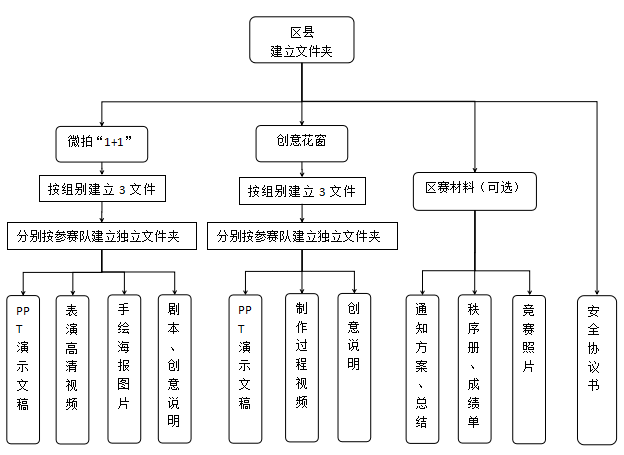 区县
建立文件夹
微拍“1+1”
创意花窗
按组别建立 3 文件
按组别建立 3 文件
区赛材料（可选）
分别按参赛队建立独立文件夹
分别按参赛队建立独立文件夹
PPT演示文稿
表演高清视频
手绘海报图片
剧本、创意说明
PPT演示文稿
制作过程视频
创意说明
通知方案、总结
秩序册、成绩单
竟赛照片
安全协议书